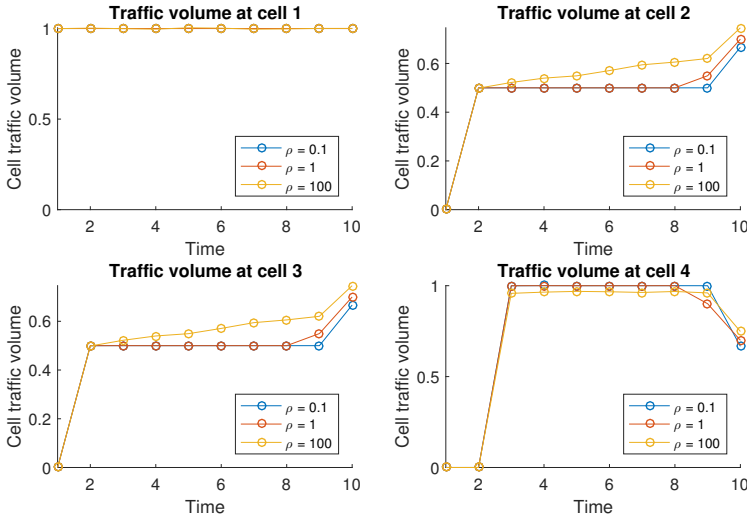 Traffic volume at cell 1
Cell traffic volume
1
0.5
0
2 4 6 8 10
Time
ρ = 0.1
ρ = 1
ρ = 100
Traffic volume at cell 2
Cell traffic volume
0.6
0.4
0.2
0
2 4 6 8 10
Time
ρ = 0.1
ρ = 1
ρ = 100
Traffic volume at cell 3
Cell traffic volume
0.6
0.4
0.2
0
2 4 6 8 10
Time
ρ = 0.1
ρ = 1
ρ = 100
Traffic volume at cell 4
Cell traffic volume
1
0.5
0
2 4 6 8 10
Time
ρ = 0.1
ρ = 1
ρ = 100